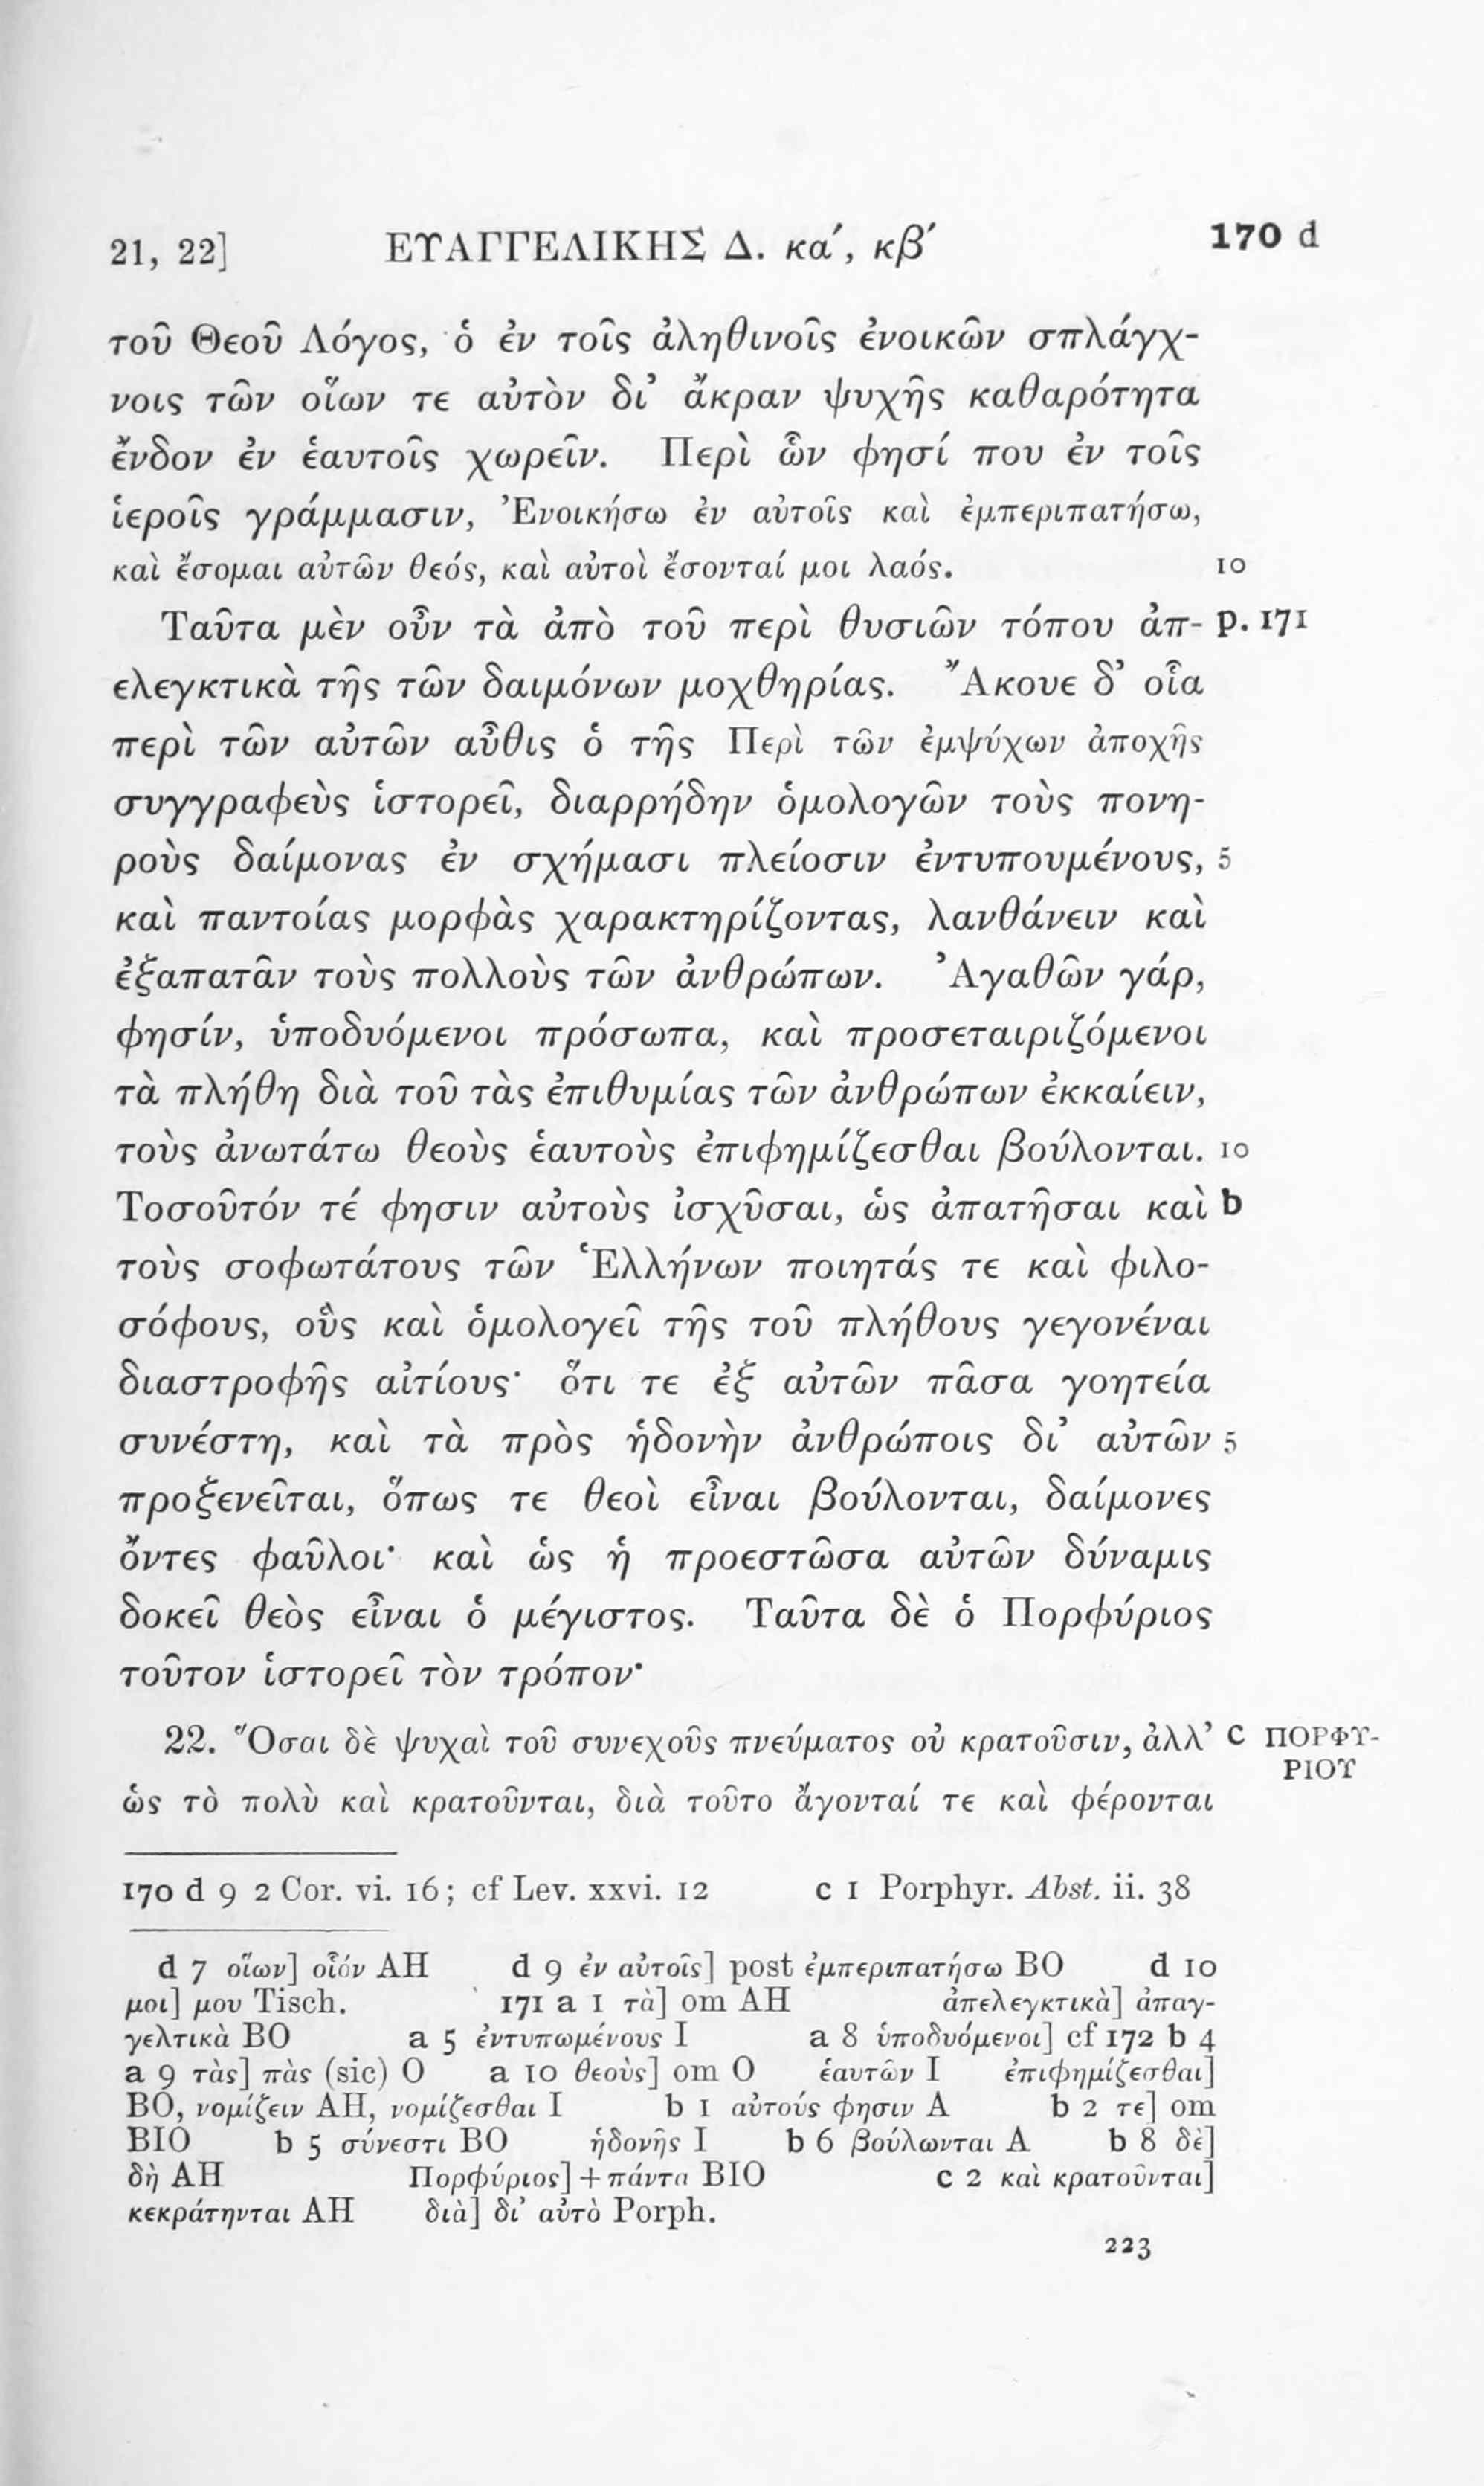 21, 22] ΕΥΑΓΓΕΛΙΚΗΣ Δ. κα´, κβ´ 170 d
τοῦ Θεοῦ Λόγος, ὁ ἐν τοῖς ἀληθινοῖς ἐνοικῶν σπλάγχ-
νοις τῶν οἵων τε αὐτὸν δι’ ἄκραν ψυχῆς καθαρότητα
ἔνδον ἐν ἑαυτοῖς χωρεῖν. Περὶ ὧν φησί που ἐν τοῖς
ἱεροῖς γράμμασιν, Ἐνοικήσω ἐν αὐτοῖς καὶ ἐμπεριπατήσω,
καὶ ἔσομαι αὐτῶν θεός, καὶ αὐτοὶ ἔσονταί μοι λαός. 10
Ταῦτα μὲν οὖν τὰ ἀπὸ τοῦ περὶ θυσιῶν τόπου ἀπ- p. 171
ελεγκτικὰ τῆς τῶν δαιμόνων μοχθηρίας. Ἄκουε δ’ οἷα
περὶ τῶν αὐτῶν αὖθις ὁ τῆς Περὶ τῶν ἐμψύχων ἀποχῆς
συγγραφεὺς ἱστορεῖ, διαρρήδην ὁμολογῶν τοὺς πονη-
ροὺς δαίμονας ἐν σχήμασι πλείοσιν ἐντυπουμένους, 5
καὶ παντοίας μορφὰς χαρακτηρίζοντας, λανθάνειν καὶ
ἐξαπατᾶν τοὺς πολλοὺς τῶν ἀνθρώπων. Ἀγαθῶν γάρ,
φησίν, ὑποδυόμενοι πρόσωπα, καὶ προσεταιριζόμενοι
τὰ πλήθη διὰ τοῦ τὰς ἐπιθυμίας τῶν ἀνθρώπων ἐκκαίειν,
τοὺς ἀνωτάτω θεοὺς ἑαυτοὺς ἐπιφημίζεσθαι βούλονται. 10
Τοσοῦτόν τέ φησιν αὐτοὺς ἰσχῦσαι, ὡς ἀπατῆσαι καὶ b
τοὺς σοφωτάτους τῶν Ἑλλήνων ποιητάς τε καὶ φιλο-
σόφους, οὓς καὶ ὁμολογεῖ τῆς τοῦ πλήθους γεγονέναι
διαστροφῆς αἰτίους· ὅτι τε ἐξ αὐτῶν πᾶσα γοητεία
συνέστη, καὶ τὰ πρὸς ἡδονὴν ἀνθρώποις δι’ αὐτῶν 5
προξενεῖται, ὅπως τε θεοὶ εἶναι βούλονται, δαίμονες
ὄντες φαῦλοι· καὶ ὡς ἡ προεστῶσα αὐτῶν δύναμις
δοκεῖ θεὸς εἶναι ὁ μέγιστος. Ταῦτα δὲ ὁ Πορφύριος
τοῦτον ἱστορεῖ τὸν τρόπον·
22. Ὅσαι δὲ ψυχαὶ τοῦ συνεχοῦς πνεύματος οὐ κρατοῦσιν, ἀλλ’ c ΠΟΡΦΥ-
ΡΙΟΥ
ὡς τὸ πολὺ καὶ κρατοῦνται, διὰ τοῦτο ἄγονταί τε καὶ φέρονται
170 d 9 2 Cor. vi. 16; cf Lev. xxvi. 12 c 1 Porphyr. Abst. ii. 38
d 7 οἵων] οἷόν AH d 9 ἐν αὐτοῖς] post ἐμπεριπατήσω BO d 10
μοι] μου Tisch. 171 a 1 τὰ] om AH ἀπελεγκτικὰ] ἀπαγ-
γελτικὰ BO a 5 ἐντυπωμένους I a 8 ὑποδυόμενοι] cf 172 b 4
a 9 τὰς] πὰς (sic) O a 10 θεοὺς] om O ἑαυτῶν I ἐπιφημίζεσθαι]
BO, νομίζειν AH, νομίζεσθαι I b 1 αὐτούς φησιν A b 2 τε] om
BIO b 5 σύνεστι BO ἡδονῆς I b 6 βούλωνται A b 8 δὲ]
δὴ AH Πορφύριος] + πάντα BIO c 2 καὶ κρατοῦνται]
κεκράτηνται AH διὰ] δι’ αὐτὸ Porph.
223